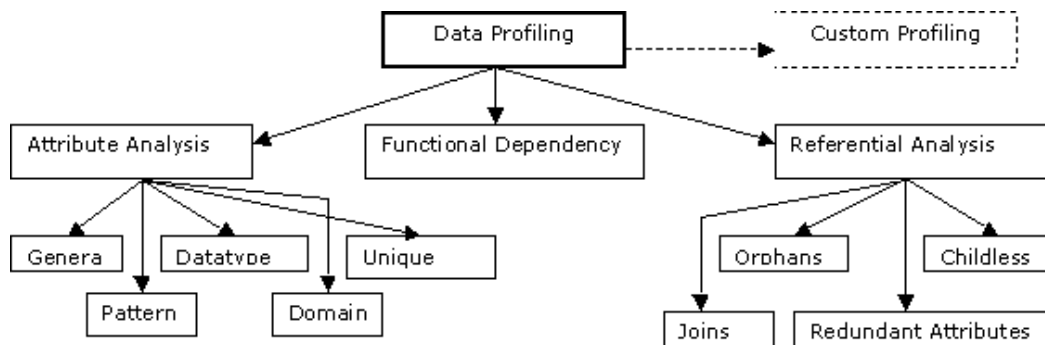 Data Profiling
Custom Profiling
Attribute Analysis
Functional Dependency
Referential Analysis
Genera
Datatype
Unique
Orphans
Childless
Pattern
Domain
Joins
Redundant Attributes